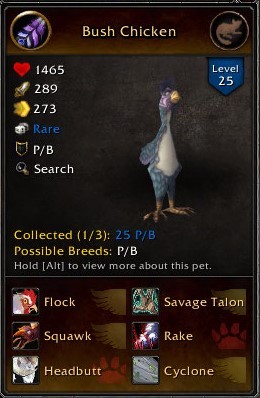 Bush Chicken
1465
Level
25
289
273
Rare
P/B
Search
Collected (1/3): 25 P/B
Possible Breeds: P/B
Hold [Alt] to view more about this pet.
Flock
Savage Talon
Squawk
Rake
Headbutt
Cyclone